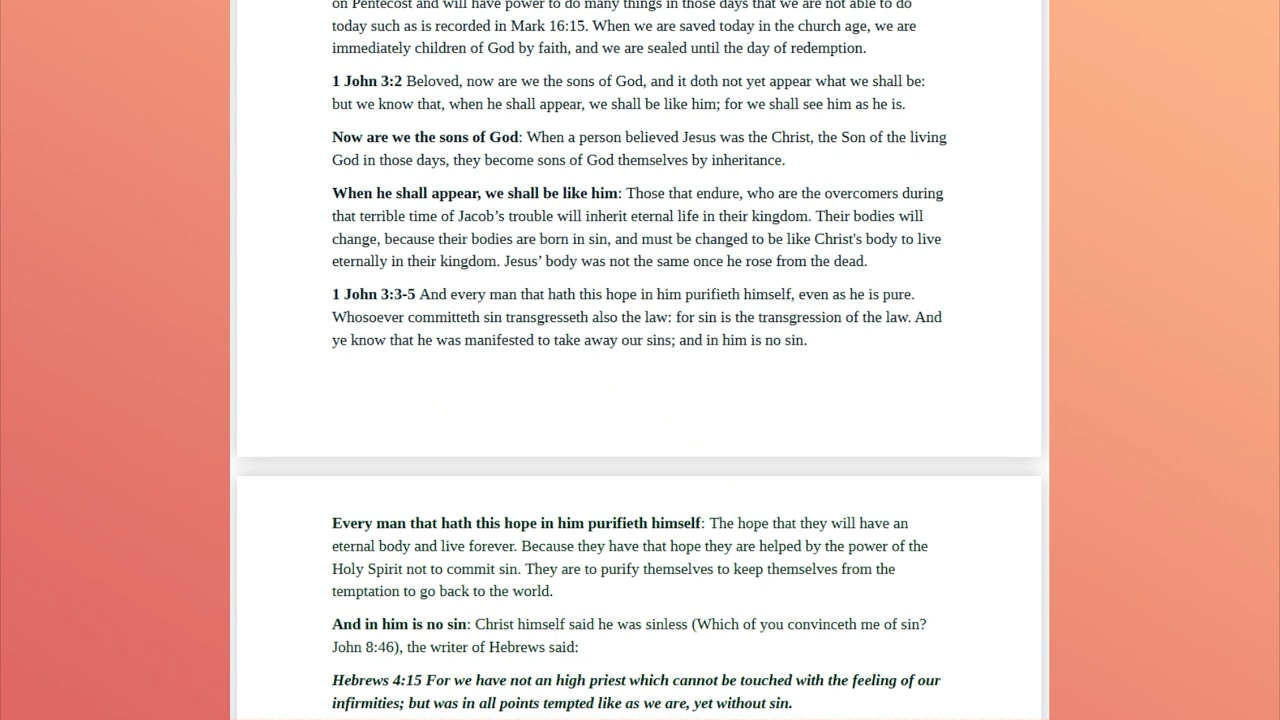 on Pentecost and will have power to do many things in those days that we are not able to do
today such as is recorded in Mark 16:15. When we are saved today in the church age, we are
immediately children of God by faith, and we are sealed until the day of redemption.
1 John 3:2 Beloved, now are we the sons of God, and it doth not yet appear what we shall be:
but we know that, when he shall appear, we shall be like him; for we shall see him as he is.
Now are we the sons of God: When a person believed Jesus was the Christ, the Son of the living
God in those days, they become sons of God themselves by inheritance.
When he shall appear, we shall be like him: Those that endure, who are the overcomers during
that terrible time of Jacob’s trouble will inherit eternal life in their kingdom. Their bodies will
change, because their bodies are born in sin, and must be changed to be like Christ's body to live
eternally in their kingdom. Jesus’ body was not the same once he rose from the dead.
1 John 3:3-5 And every man that hath this hope in him purifieth himself, even as he is pure.
Whosoever committeth sin transgresseth also the law: for sin is the transgression of the law. And
ye know that he was manifested to take away our sins; and in him is no sin.
Every man that hath this hope in him purifieth himself: The hope that they will have an
eternal body and live forever. Because they have that hope they are helped by the power of the
Holy Spirit not to commit sin. They are to purify themselves to keep themselves from the
temptation to go back to the world.
And in him is no sin: Christ himself said he was sinless (Which of you convinceth me of sin?
John 8:46), the writer of Hebrews said:
Hebrews 4:15 For we have not an high priest which cannot be touched with the feeling of our
infirmities; but was in all points tempted like as we are, yet without sin.